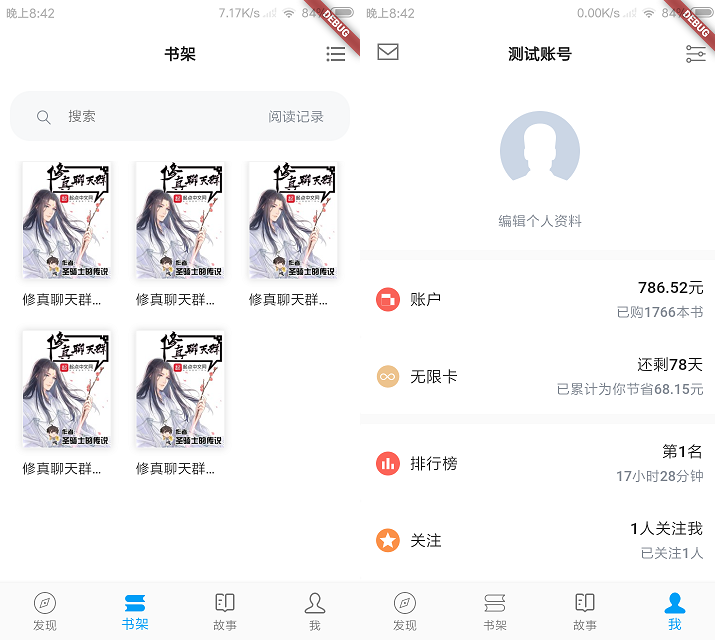 晚上8:42
7.17K/s
84%
DEBUG
书架
搜索
阅读记录
修真聊天群
起点中文网
作者
圣骑士的传说
修真聊天群
起点中文网
作者
圣骑士的传说
修真聊天群
起点中文网
作者
圣骑士的传说
修真聊天群...
修真聊天群...
修真聊天群...
修真聊天群
起点中文网
作者
圣骑士的传说
修真聊天群
起点中文网
作者
圣骑士的传说
修真聊天群...
修真聊天群...
发现
书架
故事
我
晚上8:42
0.00K/s
84
DEBUG
测试账号
编辑个人资料
账户
786.52元
已购1766本书
无限卡
还剩78天
已累计为你节省68.15元
排行榜
第1名
17小时28分钟
关注
1人关注我
已关注1人
发现
书架
故事
我